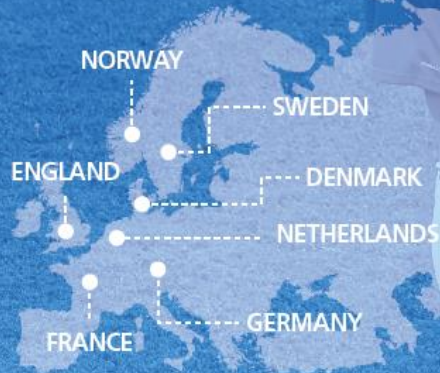 NORWAY
SWEDEN
ENGLAND
DENMARK
NETHERLANDS
GERMANY
FRANCE